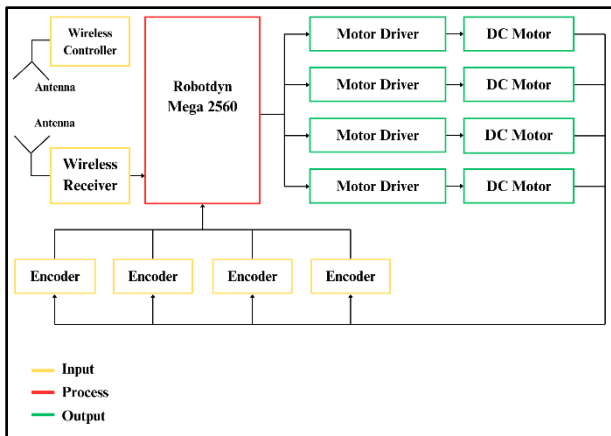 Wireless
Controller
Antenna
Antenna
Wireless
Receiver
Robotdyn
Mega 2560
Motor Driver
DC Motor
Motor Driver
DC Motor
Motor Driver
DC Motor
Motor Driver
DC Motor
Encoder
Encoder
Encoder
Encoder
Input
Process
Output